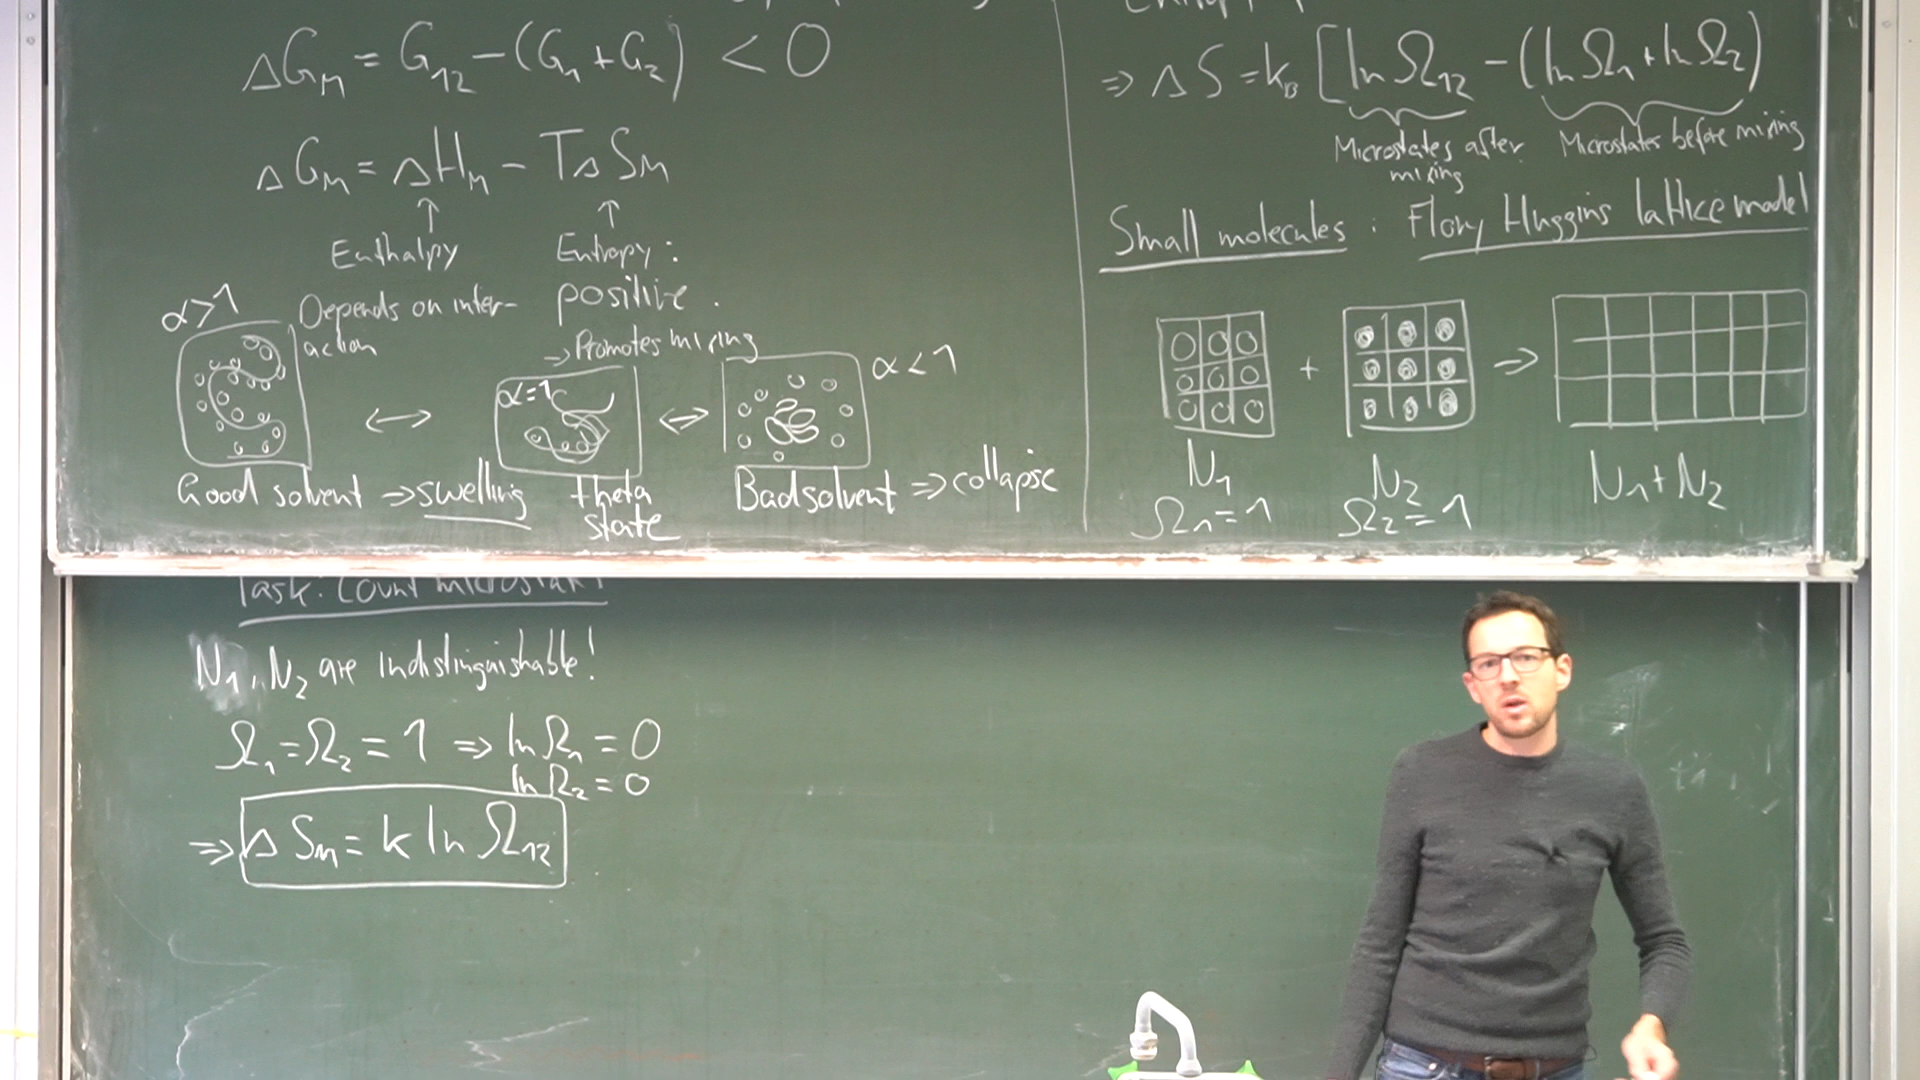 ΔG_M = G_12 - (G_1 + G_2) < 0
ΔG_M = ΔH_M - TΔS_M
↑ ↑
Enthalpy
Depends on inter-
action
Entropy :
positive .
⇒ Promotes mixing
α>1
α=1
α<1
Good solvent ⇒ swelling
theta
state
Bad solvent ⇒ collapse
⇒ ΔS = k_B [ln Ω_12 - (ln Ω_1 + ln Ω_2)
Microstates after
mixing
Microstates before mixing
Small molecules : Flory Huggins lattice model
+ ⇒
N_1 N_2 N_1 + N_2
Ω_1 = 1 Ω_2 = 1
Task: Count microstat
N_1, N_2 are indistinguishable!
Ω_1 = Ω_2 = 1 ⇒ ln Ω_1 = 0
ln Ω_2 = 0
⇒ ΔS_M = k ln Ω_12